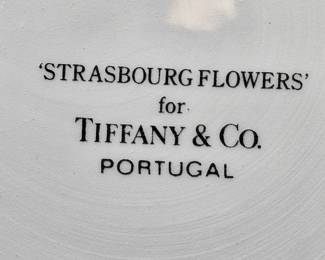 'STRASBOURG FLOWERS'
for
TIFFANY & CO.
PORTUGAL